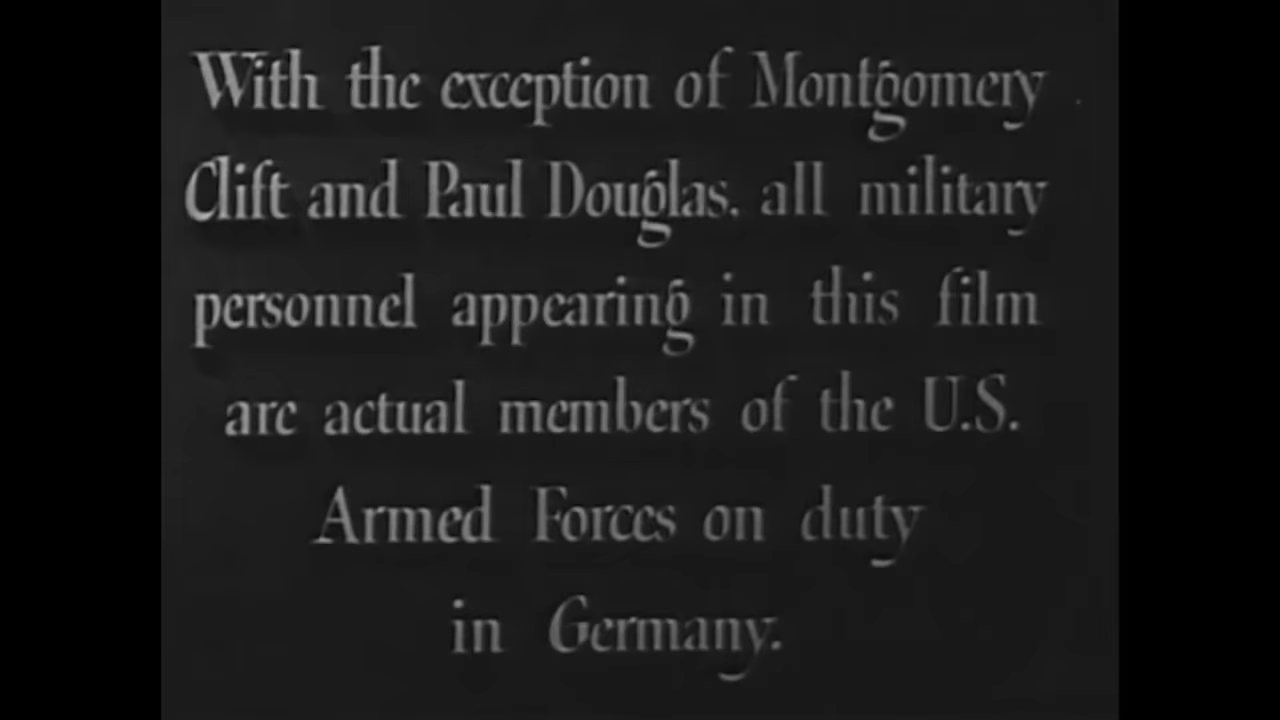 With the exception of Montgomery
Clift and Paul Douglas, all military
personnel appearing in this film
are actual members of the U.S.
Armed Forces on duty
in Germany.